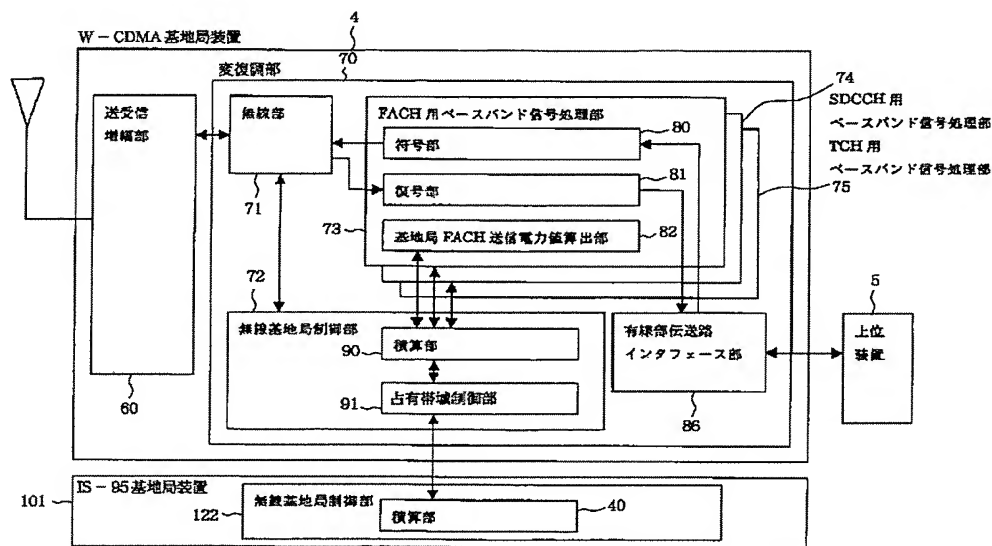 4
W－CDMA 基地局装置
70
変復調部
送受信
増幅部
無線部
FACH 用ベースバンド信号処理部
74
SDCCH 用
ベースバンド信号処理部
TCH 用
ベースバンド信号処理部
75
符号部
80
復号部
81
71
73
基地局 FACH 送信電力値算出部
82
72
無線基地局制御部
90
積算部
91
占有帯域制御部
有線部伝送路
インタフェース部
86
5
上位
装置
60
IS－95 基地局装置
101
無線基地局制御部
122
積算部
40